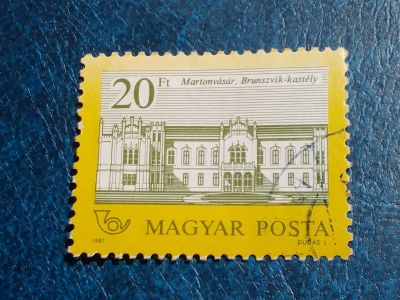 20 Ft
Martonvásár, Brunszvik-kastély
MAGYAR POSTA
1987
DUDÁS L.